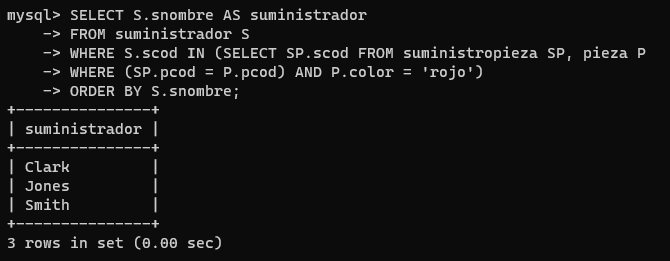 mysql> SELECT S.snombre AS suministrador
    -> FROM suministrador S
    -> WHERE S.scod IN (SELECT SP.scod FROM suministropieza SP, pieza P
    -> WHERE (SP.pcod = P.pcod) AND P.color = 'rojo')
    -> ORDER BY S.snombre;
+---------------+
| suministrador |
+---------------+
| Clark         |
| Jones         |
| Smith         |
+---------------+
3 rows in set (0.00 sec)